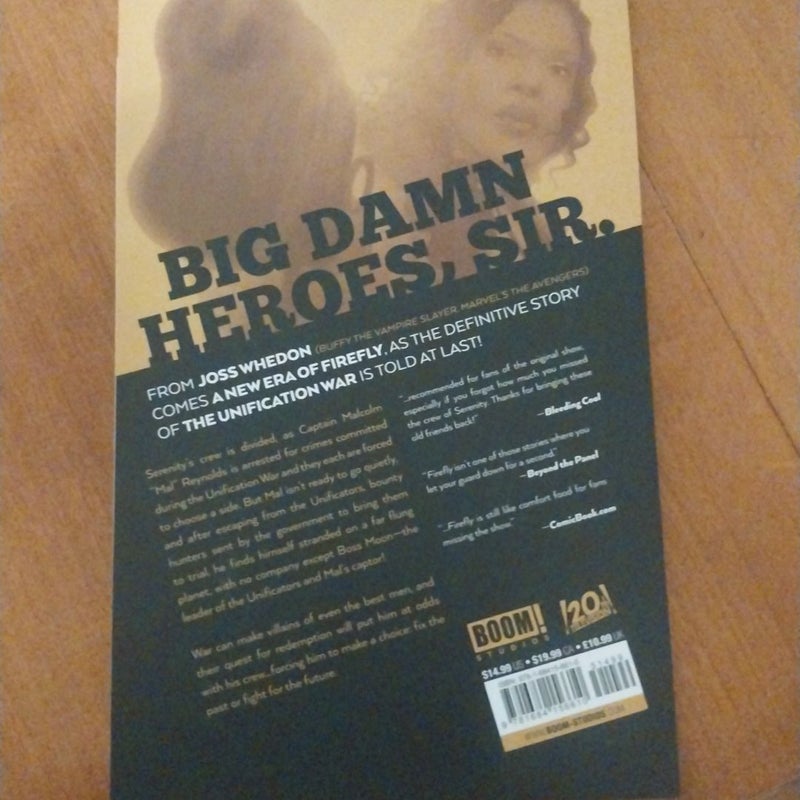 BIG DAMN
HEROES, SIR.
FROM JOSS WHEDON (BUFFY THE VAMPIRE SLAYER, MARVEL'S THE AVENGERS)
COMES A NEW ERA OF FIREFLY, AS THE DEFINITIVE STORY
OF THE UNIFICATION WAR IS TOLD AT LAST!
Serenity's crew is divided, as Captain Malcolm
"Mal" Reynolds is arrested for crimes committed
during the Unification War and they each are forced
to choose a side. But Mal isn't ready to go quietly,
and after escaping from the Unificators, bounty
hunters sent by the government to bring them
to trial, he finds himself stranded on a far flung
planet, with no company except Boss Moon—the
leader of the Unificators and Mal's captor!
War can make villains of even the best men, and
their quest for redemption will put him at odds
with his crew...forcing him to make a choice: fix the
past or fight for the future.
"...recommended for fans of the original show,
especially if you forgot how much you missed
the crew of Serenity. Thanks for bringing these
old friends back!"
—Bleeding Cool
"Firefly isn't one of those stories where you
let your guard down for a second."
—Beyond the Panel
"...Firefly is still like comfort food for fans
missing the show."
—ComicBook.com
BOOM!
STUDIOS
20
$14.99 US • $19.99 CA • £10.99 UK
51499
WWW.BOOM-STUDIOS.COM